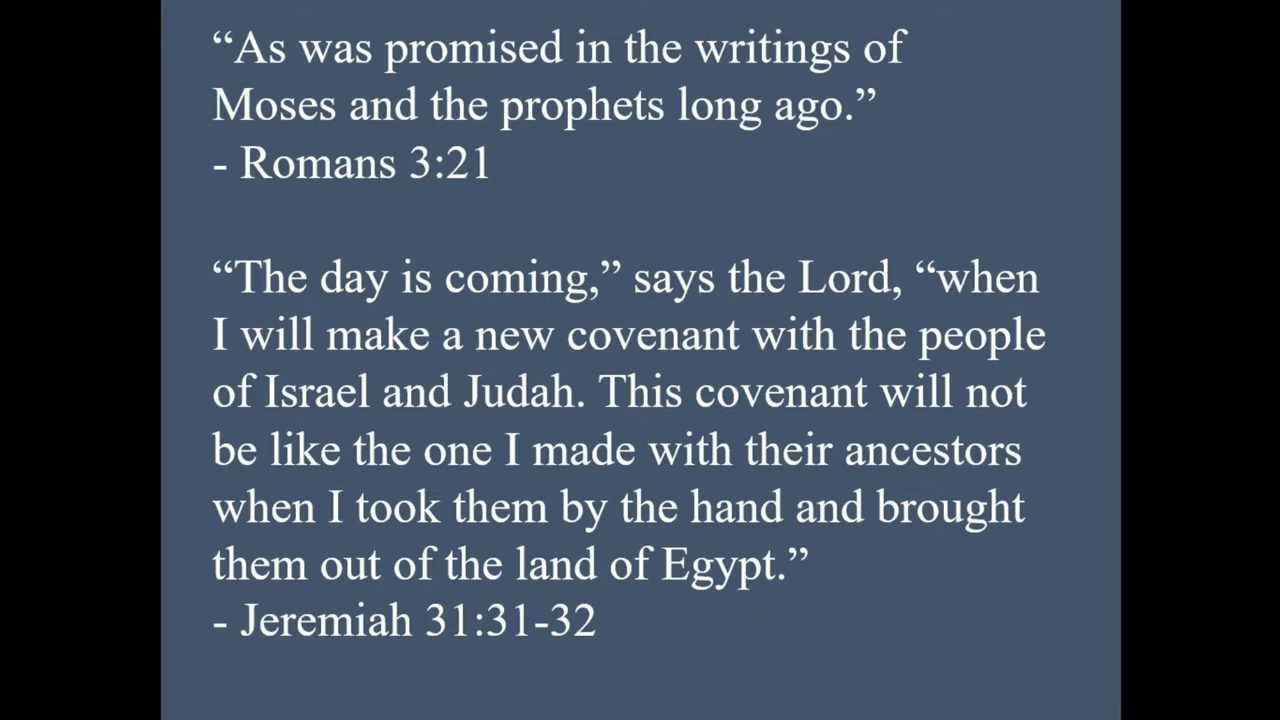 “As was promised in the writings of
Moses and the prophets long ago.”
- Romans 3:21
“The day is coming,” says the Lord, “when
I will make a new covenant with the people
of Israel and Judah. This covenant will not
be like the one I made with their ancestors
when I took them by the hand and brought
them out of the land of Egypt.”
- Jeremiah 31:31-32